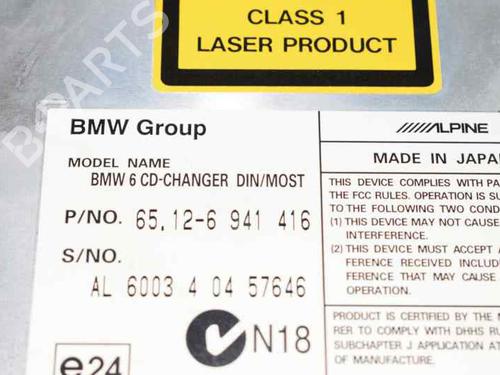 CLASS 1
LASER PRODUCT
BMW Group
ALPINE
MODEL NAME
MADE IN JAPAN
BMW 6 CD-CHANGER DIN/MOST
P/NO. 65.12-6 941 416
S/NO.
AL 6003 4 04 57646
N18
e24
THIS DEVICE COMPLIES WITH PA
THE FCC RULES. OPERATION IS SU
TO THE FOLLOWING TWO COND
(1) THIS DEVICE MAY NOT CAUSE
INTERFERENCE.
(2) THIS DEVICE MUST ACCEPT A
FERENCE RECEIVED INCLUDI
FERENCE THAT MAY CAUSE
OPERATION.
PRODUCT IS CERTIFIED BY THE M
RER TO COMPLY WITH DHHS RU
SUBCHAPTER J APPLICATION AT
OF MANUFACTURE.
B-PARTS